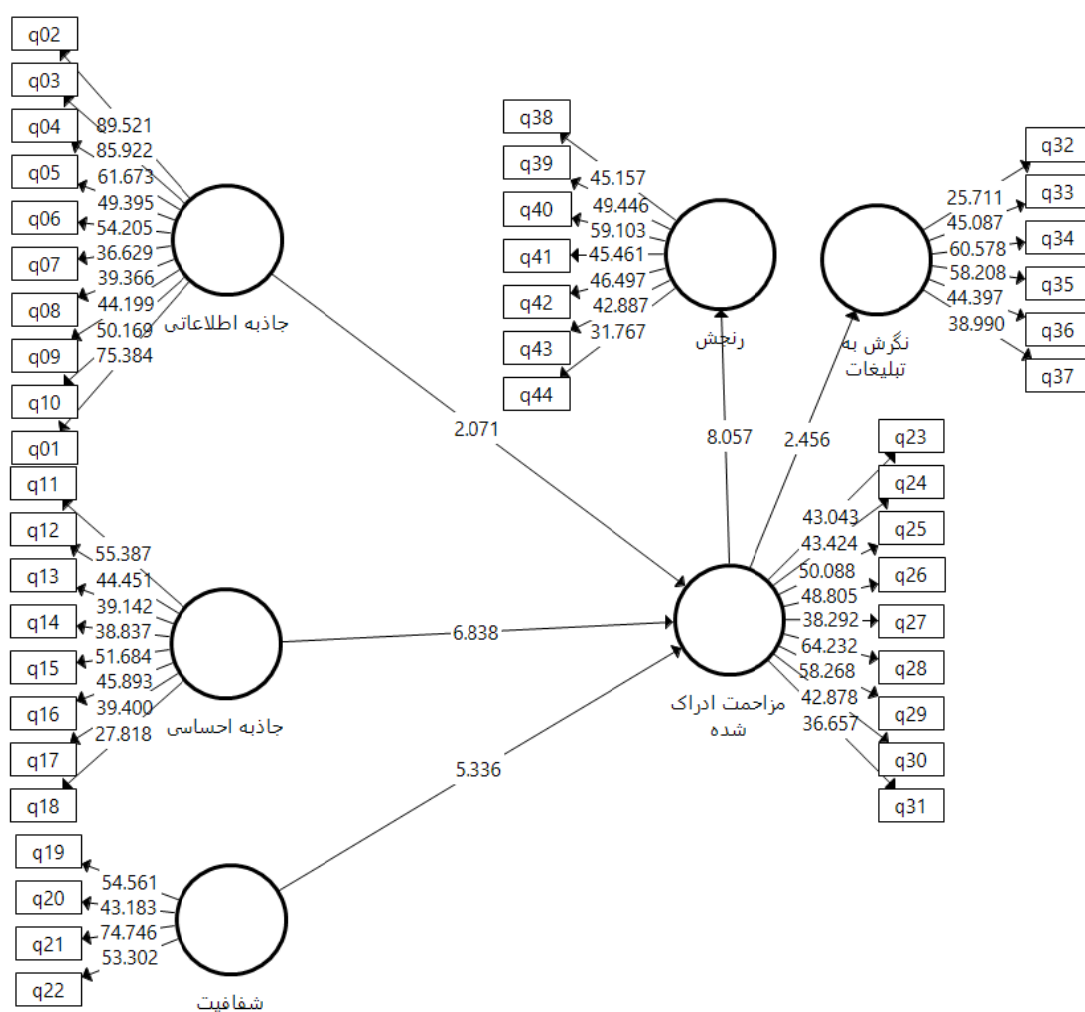 q02
q03
q04
q05
q06
q07
q08
q09
q10
q01
89.521
85.922
61.673
49.395
54.205
36.629
39.366
44.199
50.169
75.384
جاذبه اطلاعاتی
q11
q12
q13
q14
q15
q16
q17
q18
55.387
44.451
39.142
38.837
51.684
45.893
39.400
27.818
جاذبه احساسی
q19
q20
q21
q22
54.561
43.183
74.746
53.302
شفافیت
2.071
6.838
5.336
q38
q39
q40
q41
q42
q43
q44
45.157
49.446
59.103
45.461
46.497
42.887
31.767
رنجش
q32
q33
q34
q35
q36
q37
25.711
45.087
60.578
58.208
44.397
38.990
نگرش به
تبلیغات
8.057
2.456
q23
q24
q25
q26
q27
q28
q29
q30
q31
43.043
43.424
50.088
48.805
38.292
64.232
58.268
42.878
36.657
مزاحمت ادراک
شده